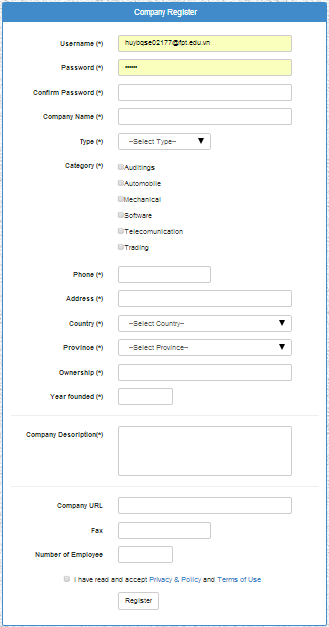 Company Register
Username (*) huybqse02177@fpt.edu.vn
Password (*) ••••••
Confirm Password (*)
Company Name (*)
Type (*) --Select Type--
Category (*)
Auditings
Automobile
Mechanical
Software
Telecomunication
Trading
Phone (*)
Address (*)
Country (*) --Select Country--
Province (*) --Select Province--
Ownership (*)
Year founded (*)
Company Description(*)
Company URL
Fax
Number of Employee
I have read and accept Privacy & Policy and Terms of Use
Register